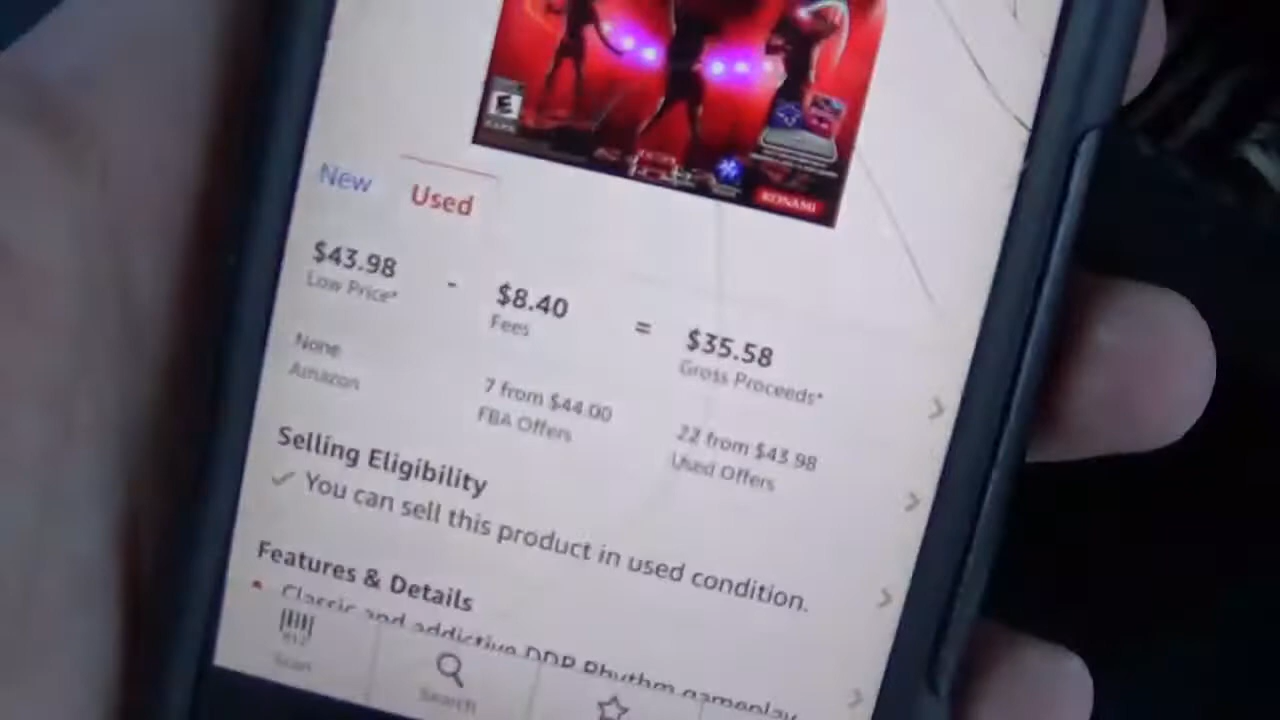 E
KONAMI
New
Used
$43.98
Low Price*
-
$8.40
Fees
=
$35.58
Gross Proceeds*
None
Amazon
7 from $44.00
FBA Offers
22 from $43.98
Used Offers
Selling Eligibility
You can sell this product in used condition.
Features & Details
Classic and addictive DDR Rhythm gameplay
Scan
Search